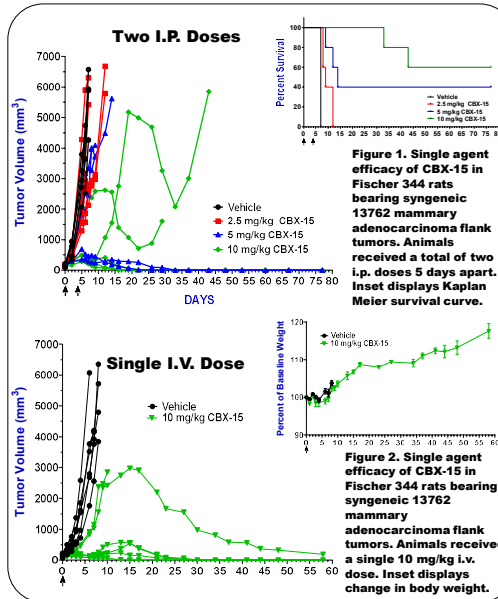 Two I.P. Doses
Tumor Volume (mm3)
7000
6000
5000
4000
3000
2000
1000
0
0 5 10 15 20 25 30 35 40 45 50 55 60 65 70 75 80
DAYS
Vehicle
2.5 mg/kg CBX-15
5 mg/kg CBX-15
10 mg/kg CBX-15
Percent Survival
100
80
60
40
20
0
0 10 20 30 40 50 60 70 80
Vehicle
2.5 mg/kg CBX-15
5 mg/kg CBX-15
10 mg/kg CBX-15
Figure 1. Single agent
efficacy of CBX-15 in
Fischer 344 rats
bearing syngeneic
13762 mammary
adenocarcinoma flank
tumors. Animals
received a total of two
i.p. doses 5 days apart.
Inset displays Kaplan
Meier survival curve.
Single I.V. Dose
Tumor Volume (mm3)
7000
6000
5000
4000
3000
2000
1000
0
0 5 10 15 20 25 30 35 40 45 50 55 60
Vehicle
10 mg/kg CBX-15
Percent of Baseline Weight
120
110
100
90
0 5 10 15 20 25 30 35 40 45 50 55 60
Vehicle
10 mg/kg CBX-15
Figure 2. Single agent
efficacy of CBX-15 in
Fischer 344 rats bearing
syngeneic 13762
mammary
adenocarcinoma flank
tumors. Animals received
a single 10 mg/kg i.v.
dose. Inset displays
change in body weight.